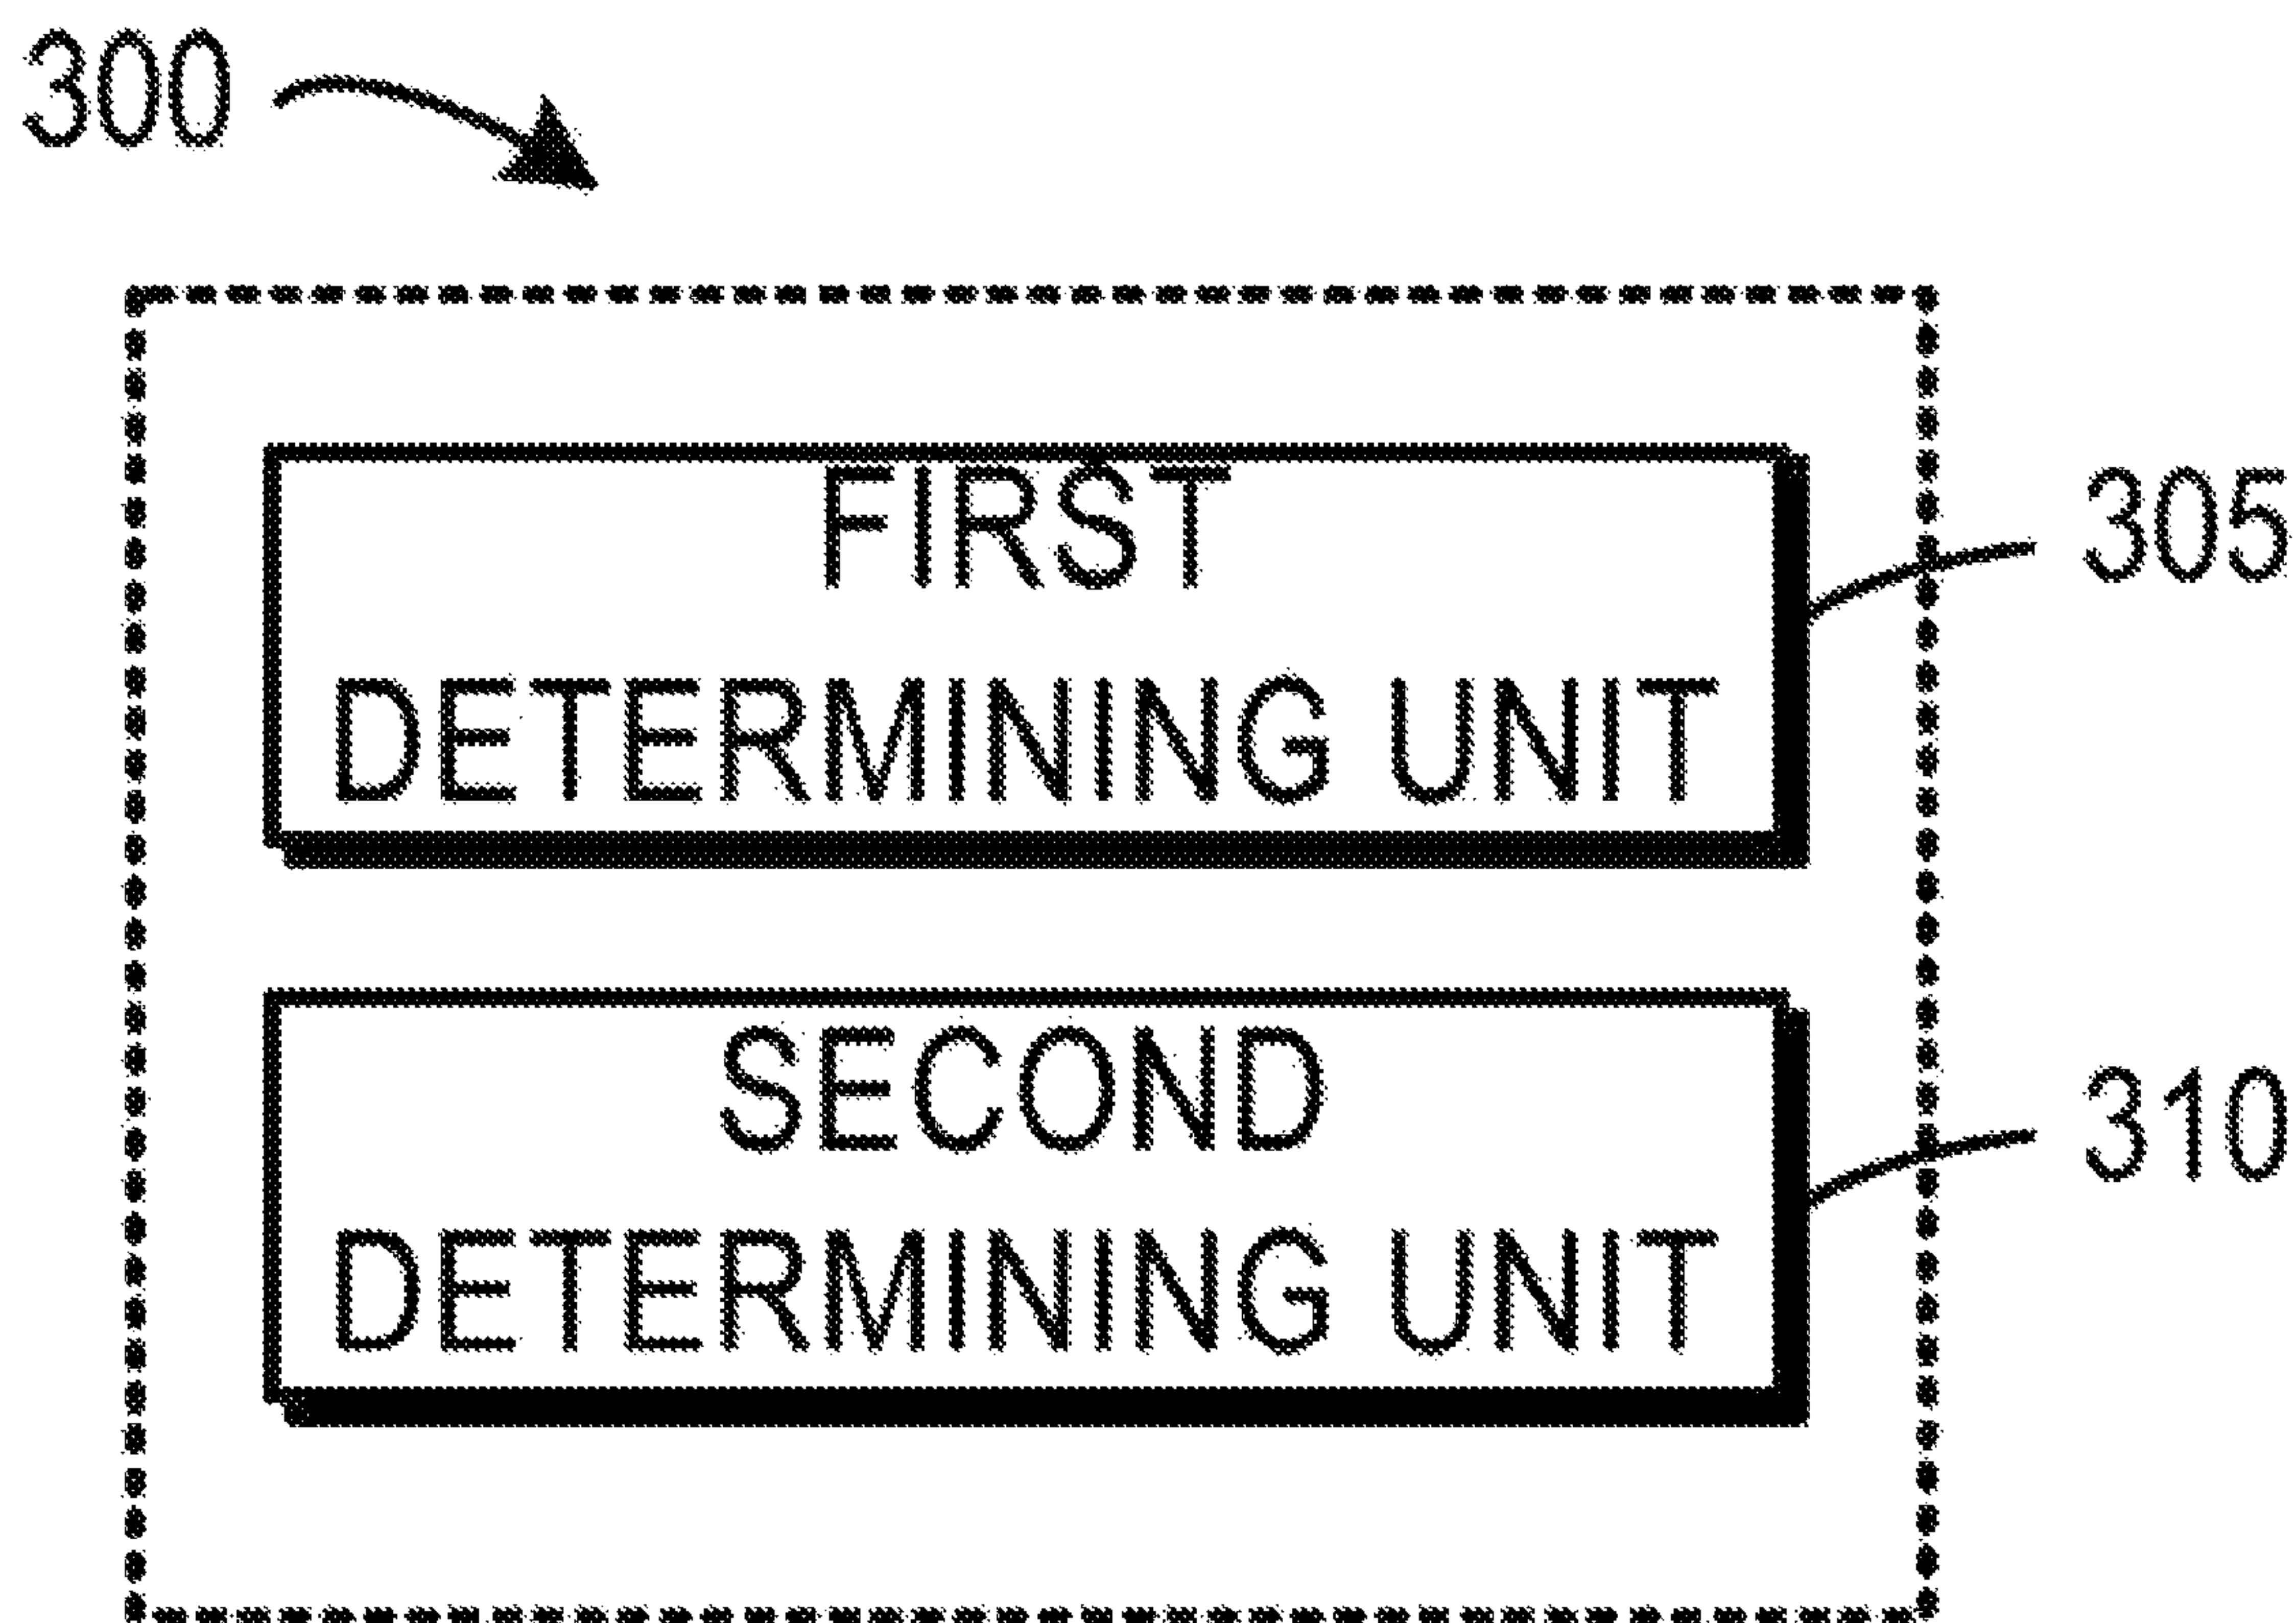 300
FIRST
DETERMINING UNIT
305
SECOND
DETERMINING UNIT
310